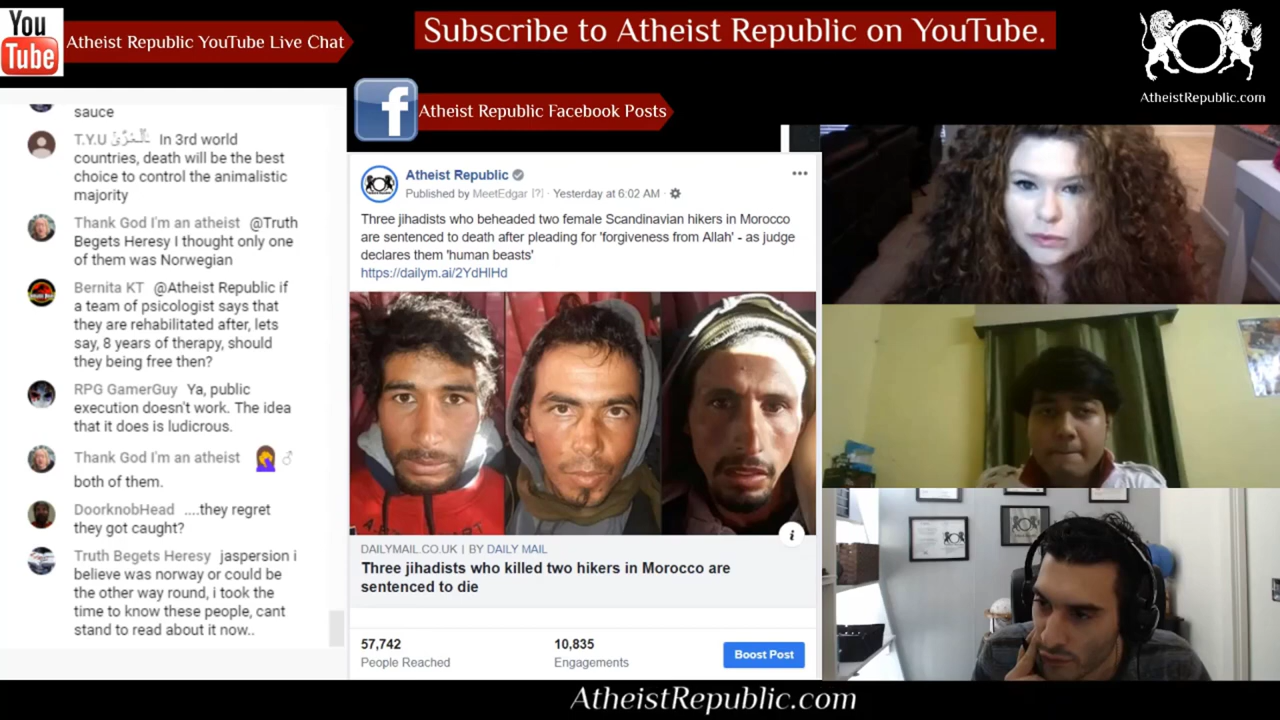 You
Tube
Atheist Republic YouTube Live Chat
Subscribe to Atheist Republic on YouTube.
AtheistRepublic.com
f
Atheist Republic Facebook Posts
sauce
T.Y.U In 3rd world
countries, death will be the best
choice to control the animalistic
majority
Thank God I'm an atheist @Truth
Begets Heresy I thought only one
of them was Norwegian
Bernita KT @Atheist Republic if
a team of psicologist says that
they are rehabilitated after, lets
say, 8 years of therapy, should
they being free then?
RPG GamerGuy Ya, public
execution doesn't work. The idea
that it does is ludicrous.
Thank God I'm an atheist 🤦‍♂
both of them.
DoorknobHead ....they regret
they got caught?
Truth Begets Heresy jaspersion i
believe was norway or could be
the other way round, i took the
time to know these people, cant
stand to read about it now..
Atheist Republic
Published by MeetEdgar [?] · Yesterday at 6:02 AM ·
Three jihadists who beheaded two female Scandinavian hikers in Morocco
are sentenced to death after pleading for 'forgiveness from Allah' - as judge
declares them 'human beasts'
https://dailym.ai/2YdHlHd
DAILYMAIL.CO.UK | BY DAILY MAIL
Three jihadists who killed two hikers in Morocco are
sentenced to die
57,742
People Reached
10,835
Engagements
Boost Post
AtheistRepublic.com